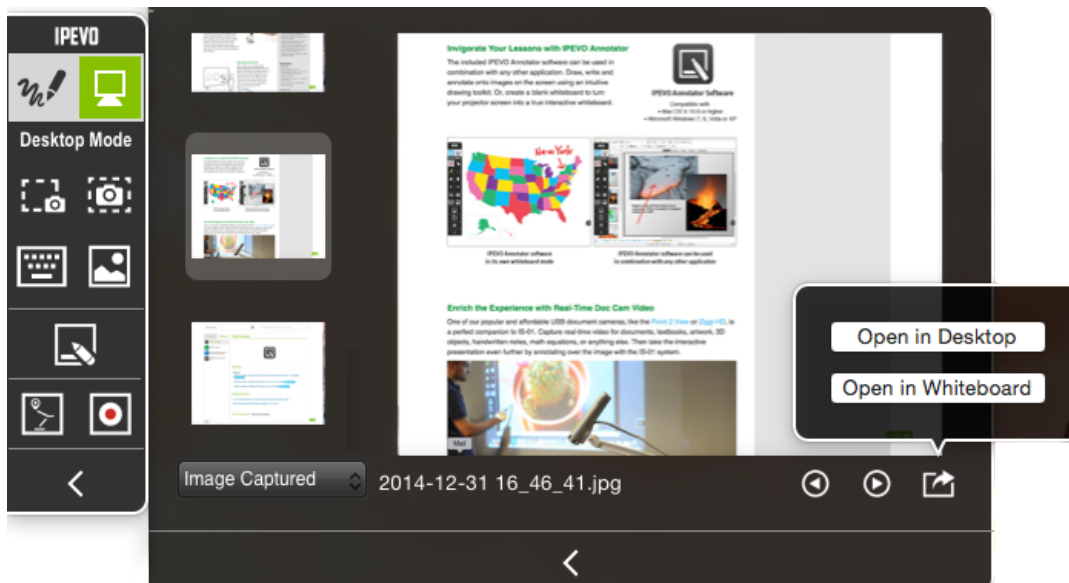 IPEVO
Desktop Mode
Invigorate Your Lessons with IPEVO Annotator
The included IPEVO Annotator software can be used in
combination with any other application. Draw, write and
annotate onto images on the screen using an intuitive
drawing toolkit. Or, create a blank whiteboard to turn
your projector screen into a true interactive whiteboard.
IPEVO Annotator Software
Compatible with
• Microsoft Windows 7, 8, Vista or XP
New York
IPEVO Annotator software
in its own whiteboard mode
IPEVO Annotator software can be used
in combination with any other application
Enrich the Experience with Real-Time Doc Cam Video
One of our popular and affordable USB document cameras, like the Point 2 View or Ziggi-HD, is
a perfect companion to IS-01. Capture real-time video for documents, textbooks, artwork, 3D
objects, handwritten notes, math equations, or anything else. Then take the interactive
presentation even further by annotating over the image with the IS-01 system.
Mail
Open in Desktop
Open in Whiteboard
Image Captured
2014-12-31 16_46_41.jpg